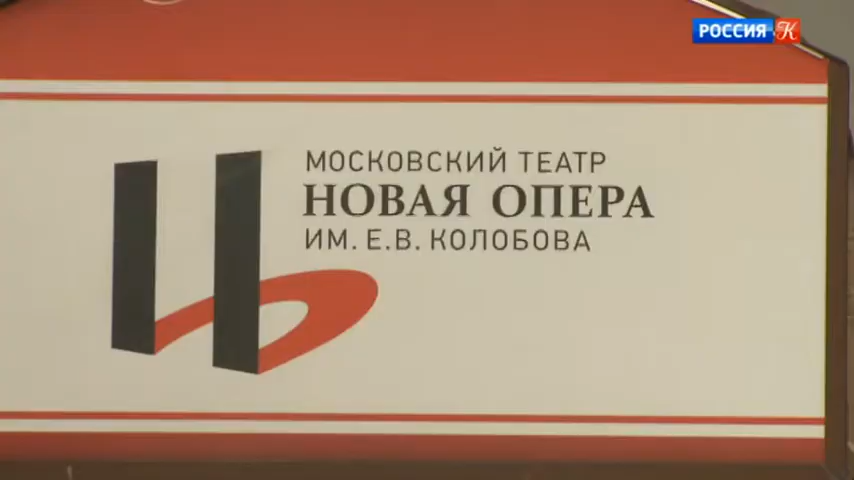 РОССИЯ К
МОСКОВСКИЙ ТЕАТР
НОВАЯ ОПЕРА
ИМ. Е.В. КОЛОБОВА